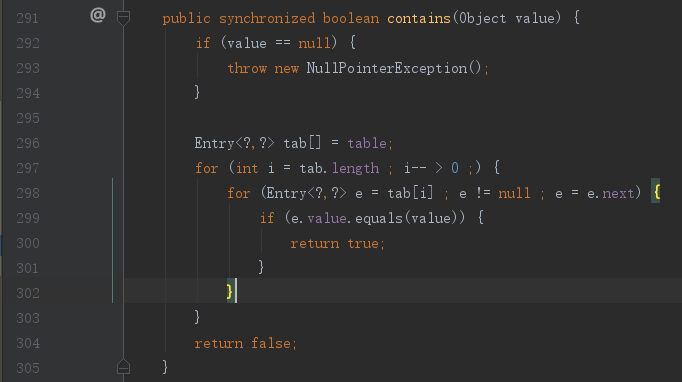 291 @ public synchronized boolean contains(Object value) {
292 if (value == null) {
293 throw new NullPointerException();
294 }
295
296 Entry<?,?> tab[] = table;
297 for (int i = tab.length ; i-- > 0 ;) {
298 for (Entry<?,?> e = tab[i] ; e != null ; e = e.next) {
299 if (e.value.equals(value)) {
300 return true;
301 }
302 }
303 }
304 return false;
305 }